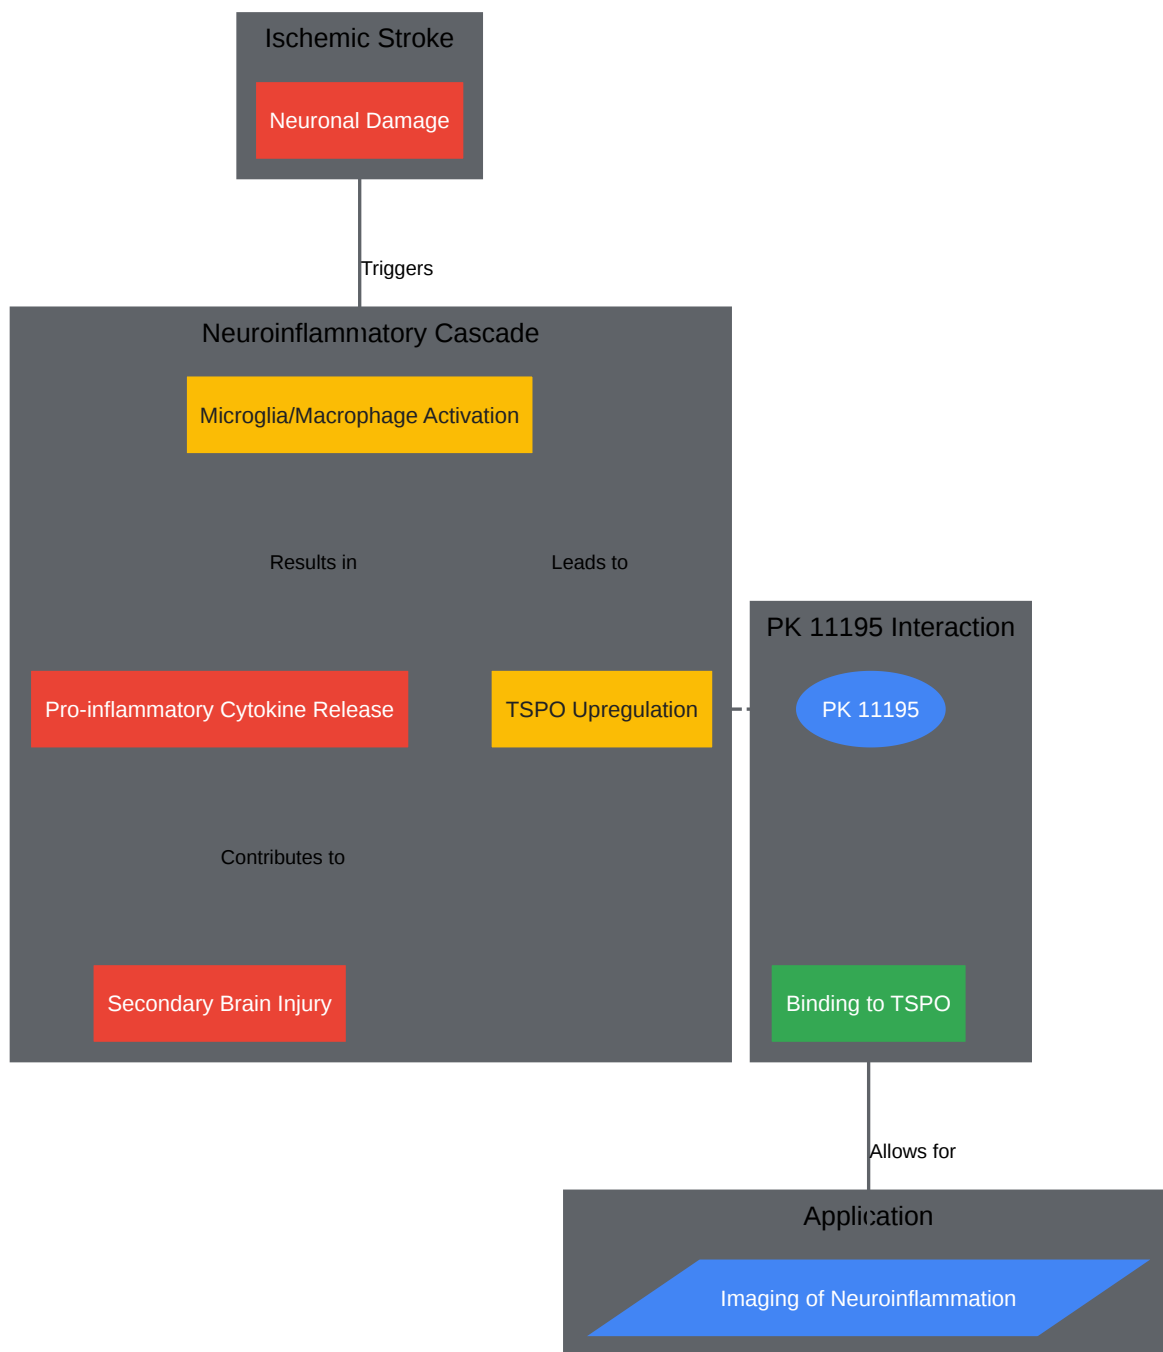 Ischemic Stroke
Neuronal Damage
Triggers
Neuroinflammatory Cascade
Microglia/Macrophage Activation
Results in
Leads to
PK 11195 Interaction
Pro-inflammatory Cytokine Release
TSPO Upregulation
PK 11195
Contributes to
Secondary Brain Injury
Binding to TSPO
Allows for
Application
Imaging of Neuroinflammation